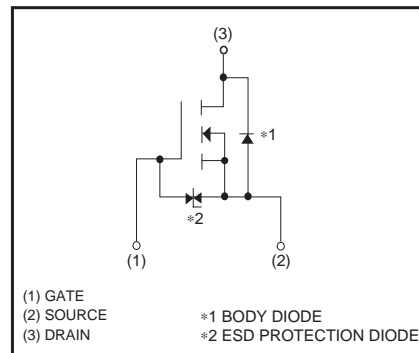 (3)
∗1
∗2
(1)
(2)
(1) GATE
(2) SOURCE
(3) DRAIN
∗1 BODY DIODE
∗2 ESD PROTECTION DIODE